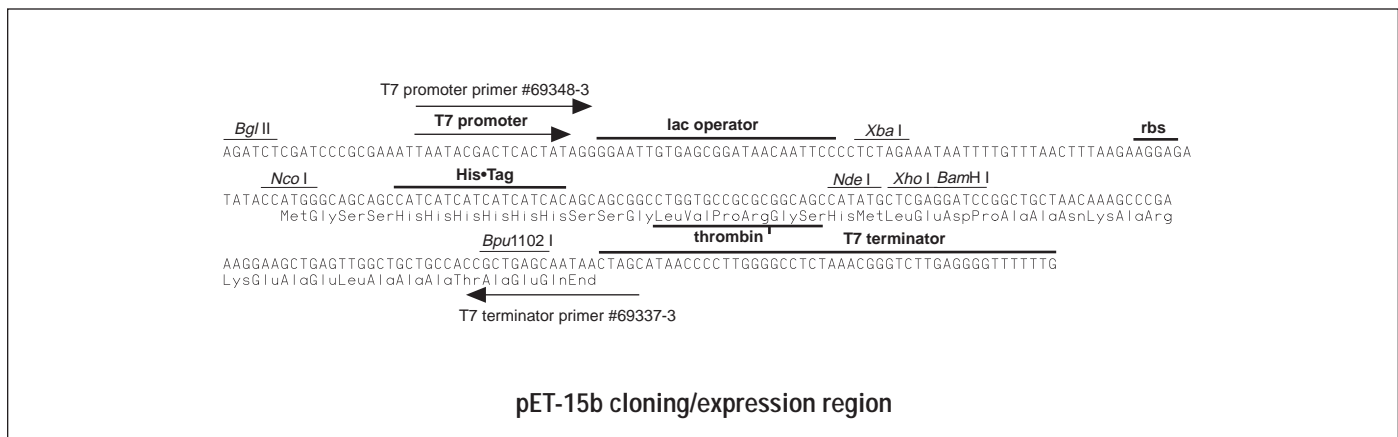 T7 promoter primer #69348-3
Bgl II T7 promoter lac operator Xba I rbs
AGATCTCGATCCCGCGAAATTAATACGACTCACTATAGGGGAATTGTGAGCGGATAACAATTCCCCTCTAGAAATAATTTTGTTTAACTTTAAGAAGGAGA
Nco I His•Tag Nde I Xho I BamH I
TATACCATGGGCAGCAGCCATCATCATCATCATCACAGCAGCGGCCTGGTGCCGCGCGGCAGCCATATGCTCGAGGATCCGGCTGCTAACAAAGCCCGA
MetGlySerSerHisHisHisHisHisHisSerSerGlyLeuValProArgGlySerHisMetLeuGluAspProAlaAlaAsnLysAlaArg
Bpu1102 I thrombin T7 terminator
AAGGAAGCTGAGTTGGCTGCTGCCACCGCTGAGCAATAACTAGCATAACCCCTTGGGGCCTCTAAACGGGTCTTGAGGGGTTTTTTG
LysGluAlaGluLeuAlaAlaAlaThrAlaGluGlnEnd
T7 terminator primer #69337-3
pET-15b cloning/expression region